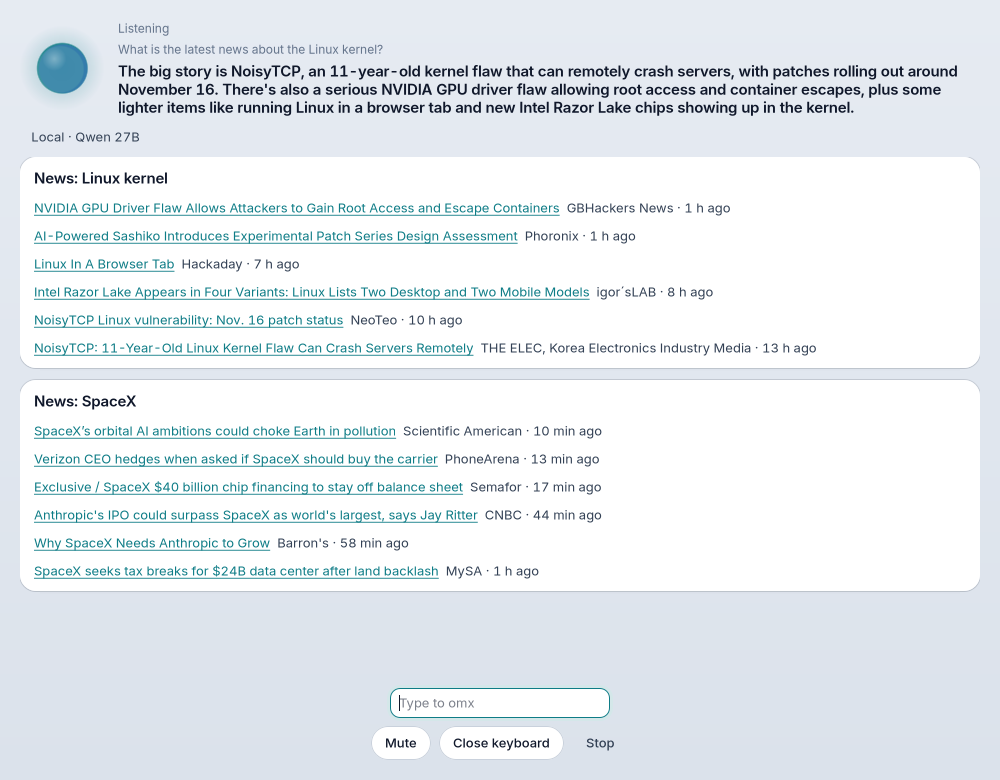 Listening
What is the latest news about the Linux kernel?
The big story is NoisyTCP, an 11-year-old kernel flaw that can remotely crash servers, with patches rolling out around
November 16. There's also a serious NVIDIA GPU driver flaw allowing root access and container escapes, plus some
lighter items like running Linux in a browser tab and new Intel Razor Lake chips showing up in the kernel.
Local · Qwen 27B
News: Linux kernel
NVIDIA GPU Driver Flaw Allows Attackers to Gain Root Access and Escape Containers GBHackers News · 1 h ago
AI-Powered Sashiko Introduces Experimental Patch Series Design Assessment Phoronix · 1 h ago
Linux In A Browser Tab Hackaday · 7 h ago
Intel Razor Lake Appears in Four Variants: Linux Lists Two Desktop and Two Mobile Models igor´sLAB · 8 h ago
NoisyTCP Linux vulnerability: Nov. 16 patch status NeoTeo · 10 h ago
NoisyTCP: 11-Year-Old Linux Kernel Flaw Can Crash Servers Remotely THE ELEC, Korea Electronics Industry Media · 13 h ago
News: SpaceX
SpaceX’s orbital AI ambitions could choke Earth in pollution Scientific American · 10 min ago
Verizon CEO hedges when asked if SpaceX should buy the carrier PhoneArena · 13 min ago
Exclusive / SpaceX $40 billion chip financing to stay off balance sheet Semafor · 17 min ago
Anthropic's IPO could surpass SpaceX as world's largest, says Jay Ritter CNBC · 44 min ago
Why SpaceX Needs Anthropic to Grow Barron's · 58 min ago
SpaceX seeks tax breaks for $24B data center after land backlash MySA · 1 h ago
Type to omx
Mute Close keyboard Stop